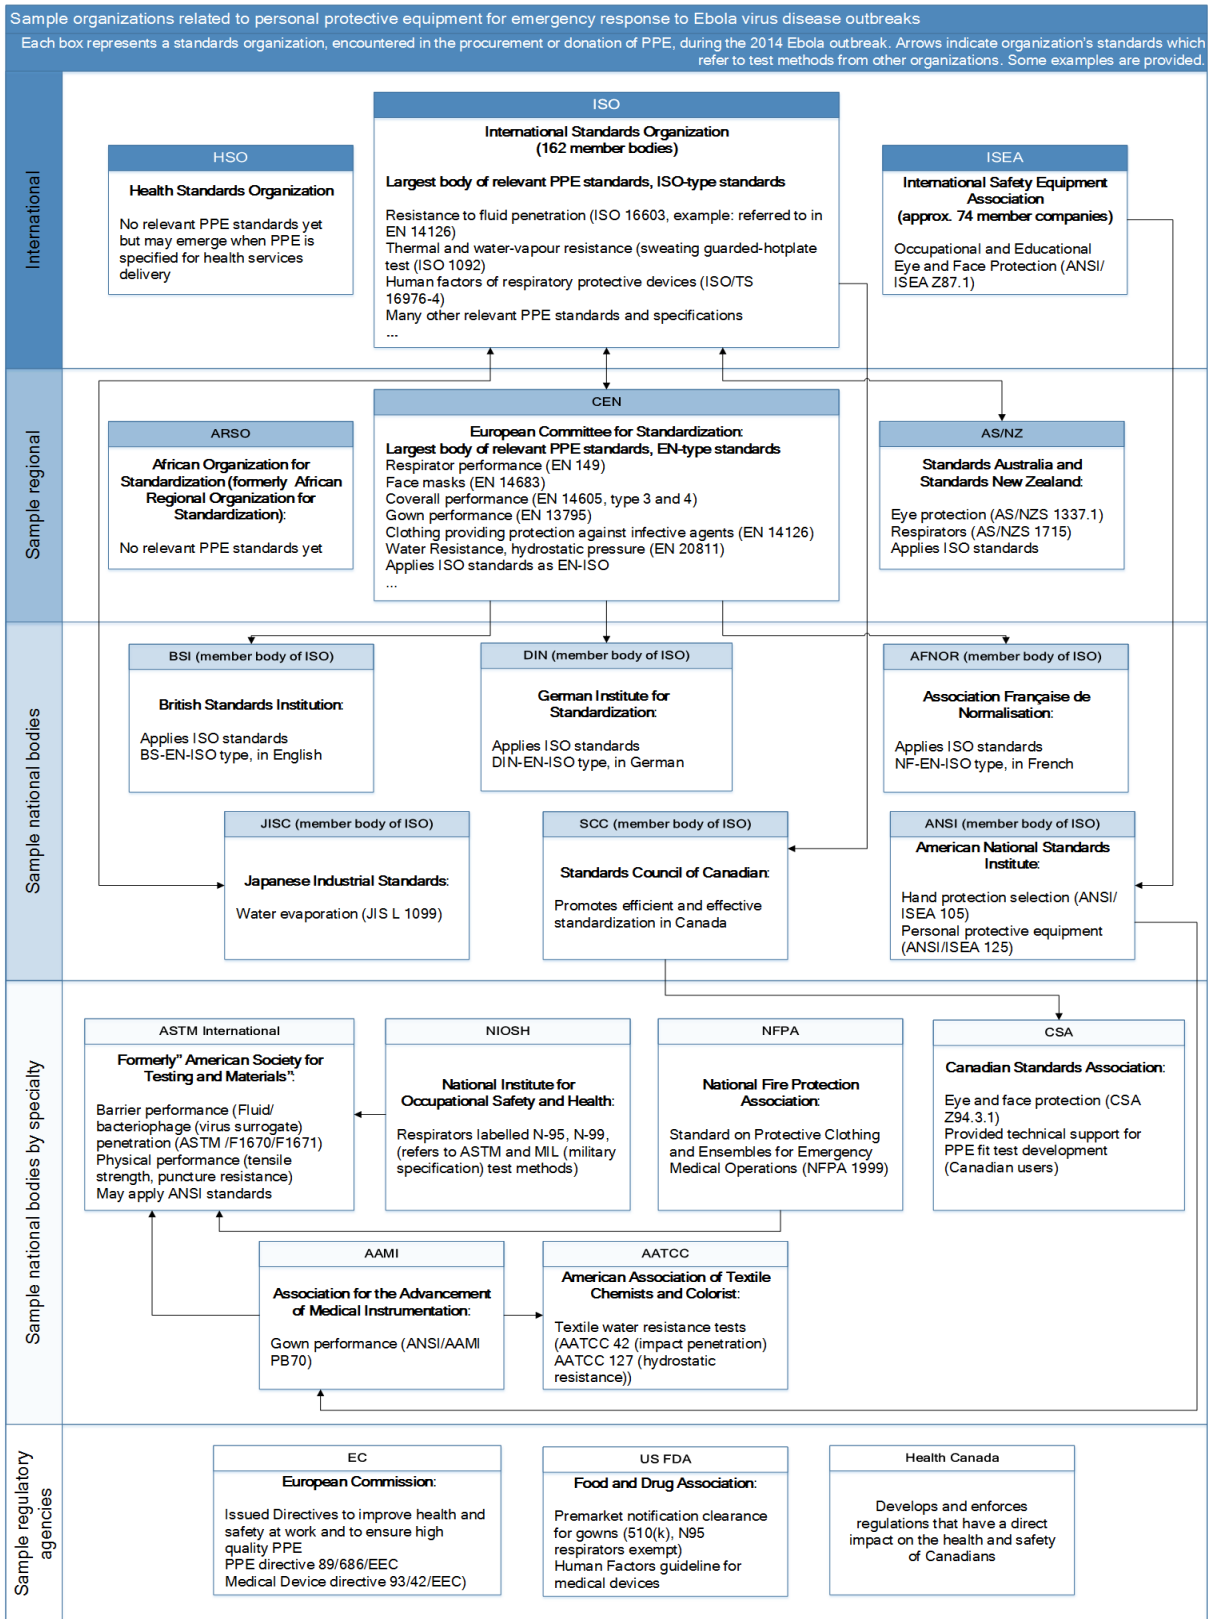 Sample organizations related to personal protective equipment for emergency response to Ebola virus disease outbreaks
Each box represents a standards organization, encountered in the procurement or donation of PPE, during the 2014 Ebola outbreak. Arrows indicate organization's standards which
refer to test methods from other organizations. Some examples are provided.
International
HSO
Health Standards Organization
No relevant PPE standards yet
but may emerge when PPE is
specified for health services
delivery
ISO
International Standards Organization
(162 member bodies)
Largest body of relevant PPE standards, ISO-type standards
Resistance to fluid penetration (ISO 16603, example: referred to in
EN 14126)
Thermal and water-vapour resistance (sweating guarded-hotplate
test (ISO 1092)
Human factors of respiratory protective devices (ISO/TS
16976-4)
Many other relevant PPE standards and specifications
...
ISEA
International Safety Equipment
Association
(approx. 74 member companies)
Occupational and Educational
Eye and Face Protection (ANSI/
ISEA Z87.1)
Sample regional
ARSO
African Organization for
Standardization (formerly African
Regional Organization for
Standardization):
No relevant PPE standards yet
CEN
European Committee for Standardization:
Largest body of relevant PPE standards, EN-type standards
Respirator performance (EN 149)
Face masks (EN 14683)
Coverall performance (EN 14605, type 3 and 4)
Gown performance (EN 13795)
Clothing providing protection against infective agents (EN 14126)
Water Resistance, hydrostatic pressure (EN 20811)
Applies ISO standards as EN-ISO
...
AS/NZ
Standards Australia and
Standards New Zealand:
Eye protection (AS/NZS 1337.1)
Respirators (AS/NZS 1715)
Applies ISO standards
Sample national bodies
BSI (member body of ISO)
British Standards Institution:
Applies ISO standards
BS-EN-ISO type, in English
DIN (member body of ISO)
German Institute for
Standardization:
Applies ISO standards
DIN-EN-ISO type, in German
AFNOR (member body of ISO)
Association Française de
Normalisation:
Applies ISO standards
NF-EN-ISO type, in French
JISC (member body of ISO)
Japanese Industrial Standards:
Water evaporation (JIS L 1099)
SCC (member body of ISO)
Standards Council of Canadian:
Promotes efficient and effective
standardization in Canada
ANSI (member body of ISO)
American National Standards
Institute:
Hand protection selection (ANSI/
ISEA 105)
Personal protective equipment
(ANSI/ISEA 125)
Sample national bodies by specialty
ASTM International
Formerly" American Society for
Testing and Materials":
Barrier performance (Fluid/
bacteriophage (virus surrogate)
penetration (ASTM /F1670/F1671)
Physical performance (tensile
strength, puncture resistance)
May apply ANSI standards
NIOSH
National Institute for
Occupational Safety and Health:
Respirators labelled N-95, N-99,
(refers to ASTM and MIL (military
specification) test methods)
NFPA
National Fire Protection
Association:
Standard on Protective Clothing
and Ensembles for Emergency
Medical Operations (NFPA 1999)
CSA
Canadian Standards Association:
Eye and face protection (CSA
Z94.3.1)
Provided technical support for
PPE fit test development
(Canadian users)
AAMI
Association for the Advancement
of Medical Instrumentation:
Gown performance (ANSI/AAMI
PB70)
AATCC
American Association of Textile
Chemists and Colorist:
Textile water resistance tests
(AATCC 42 (impact penetration)
AATCC 127 (hydrostatic
resistance))
Sample regulatory
agencies
EC
European Commission:
Issued Directives to improve health and
safety at work and to ensure high
quality PPE
PPE directive 89/686/EEC
Medical Device directive 93/42/EEC)
US FDA
Food and Drug Association:
Premarket notification clearance
for gowns (510(k), N95
respirators exempt)
Human Factors guideline for
medical devices
Health Canada
Develops and enforces
regulations that have a direct
impact on the health and safety
of Canadians